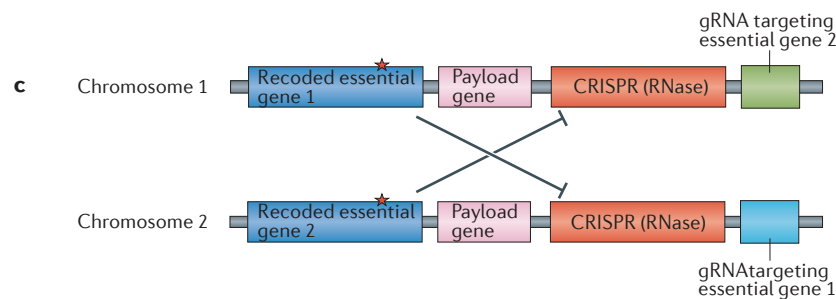 gRNA targeting
essential gene 2
c
Chromosome 1
Recoded essential
gene 1
Payload
gene
CRISPR (RNase)
Chromosome 2
Recoded essential
gene 2
Payload
gene
CRISPR (RNase)
gRNAtargeting
essential gene 1